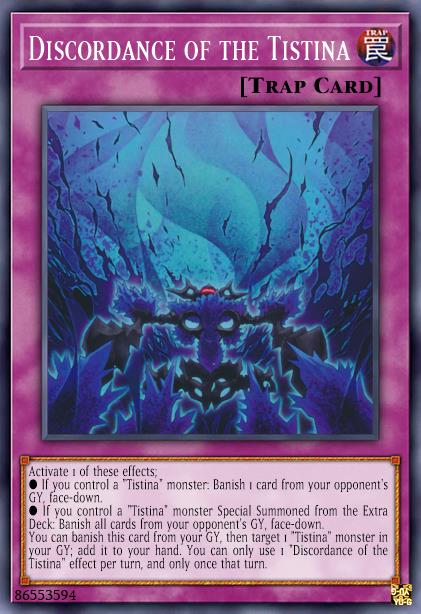 DISCORDANCE OF THE TISTINA
TRAP
罠
[TRAP CARD]
Activate 1 of these effects;
● If you control a "Tistina" monster: Banish 1 card from your opponent's
GY, face-down.
● If you control a "Tistina" monster Special Summoned from the Extra
Deck: Banish all cards from your opponent's GY, face-down.
You can banish this card from your GY, then target 1 "Tistina" monster in
your GY; add it to your hand. You can only use 1 "Discordance of the
Tistina" effect per turn, and only once that turn.
86553594